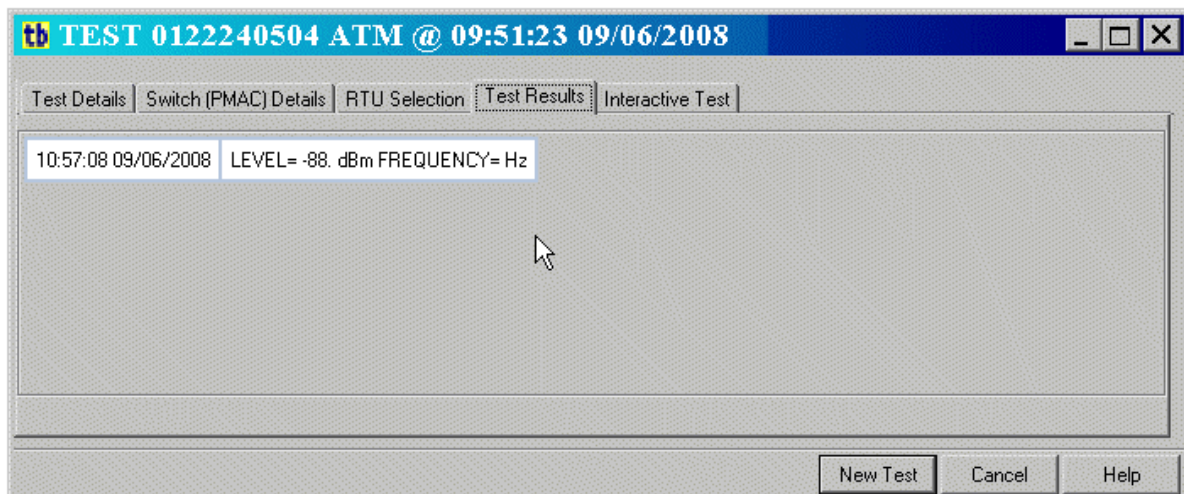 tb TEST 0122240504 ATM @ 09:51:23 09/06/2008
Test Details Switch (PMAC) Details RTU Selection Test Results Interactive Test
10:57:08 09/06/2008 LEVEL= -88. dBm FREQUENCY= Hz
New Test Cancel Help